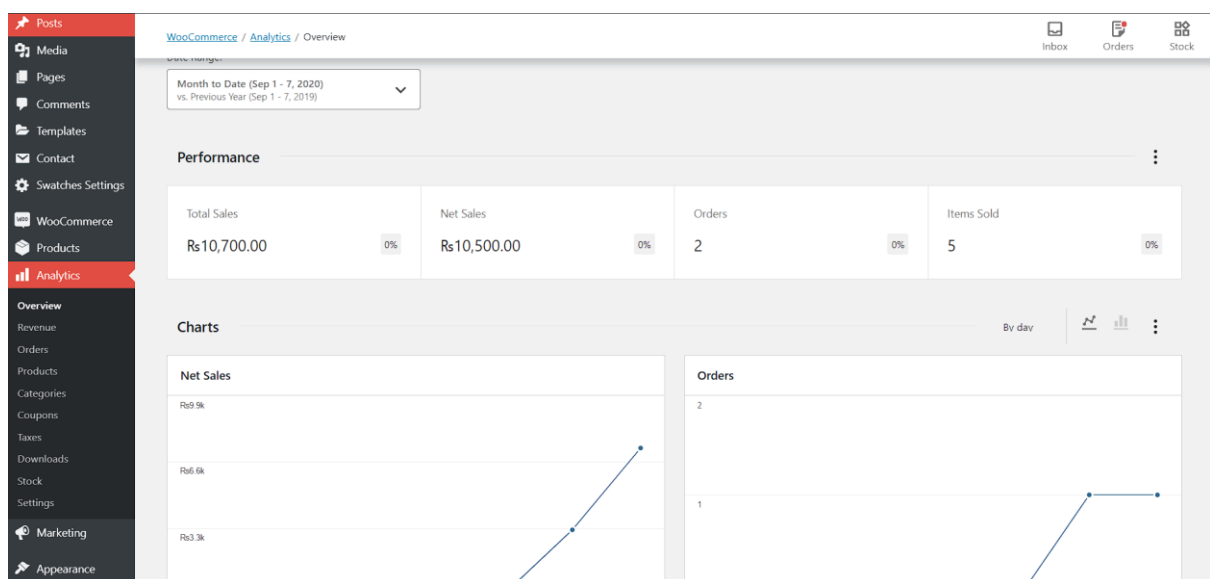 Posts
Media
Pages
Comments
Templates
Contact
Swatches Settings
WooCommerce
Products
Analytics
Overview
Revenue
Orders
Products
Categories
Coupons
Taxes
Downloads
Stock
Settings
Marketing
Appearance
WooCommerce / Analytics / Overview
Inbox
Orders
Stock
Date Range:
Month to Date (Sep 1 - 7, 2020)
vs. Previous Year (Sep 1 - 7, 2019)
Performance
Total Sales
₨10,700.00
0%
Net Sales
₨10,500.00
0%
Orders
2
0%
Items Sold
5
0%
Charts
By day
Net Sales
₨9.9k
₨6.6k
₨3.3k
Orders
2
1